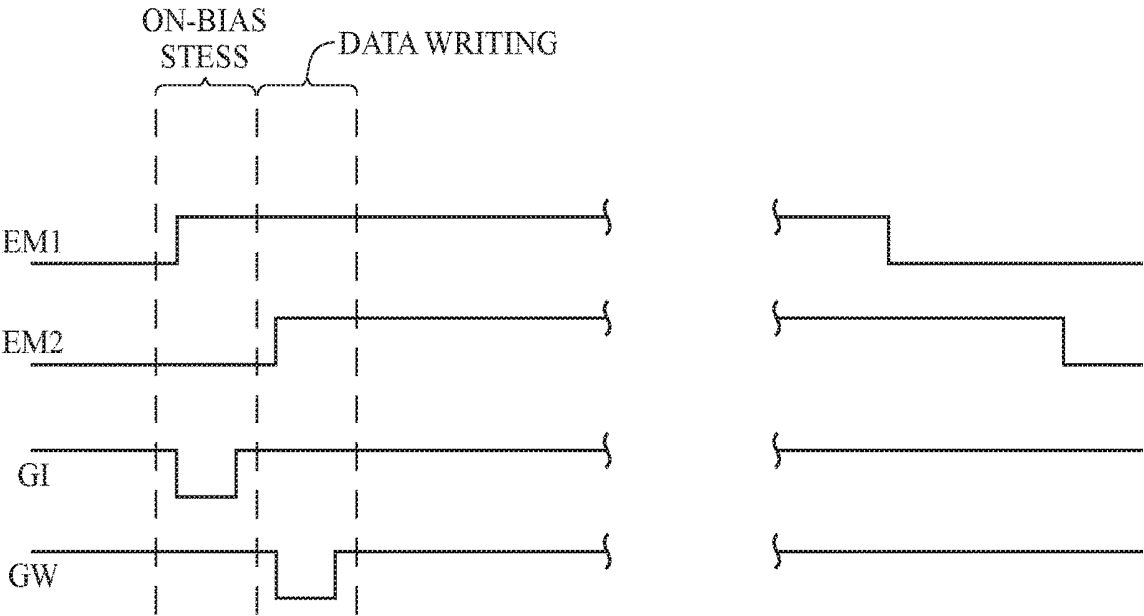 ON-BIAS
STESS
DATA WRITING
EM1
EM2
GI
GW